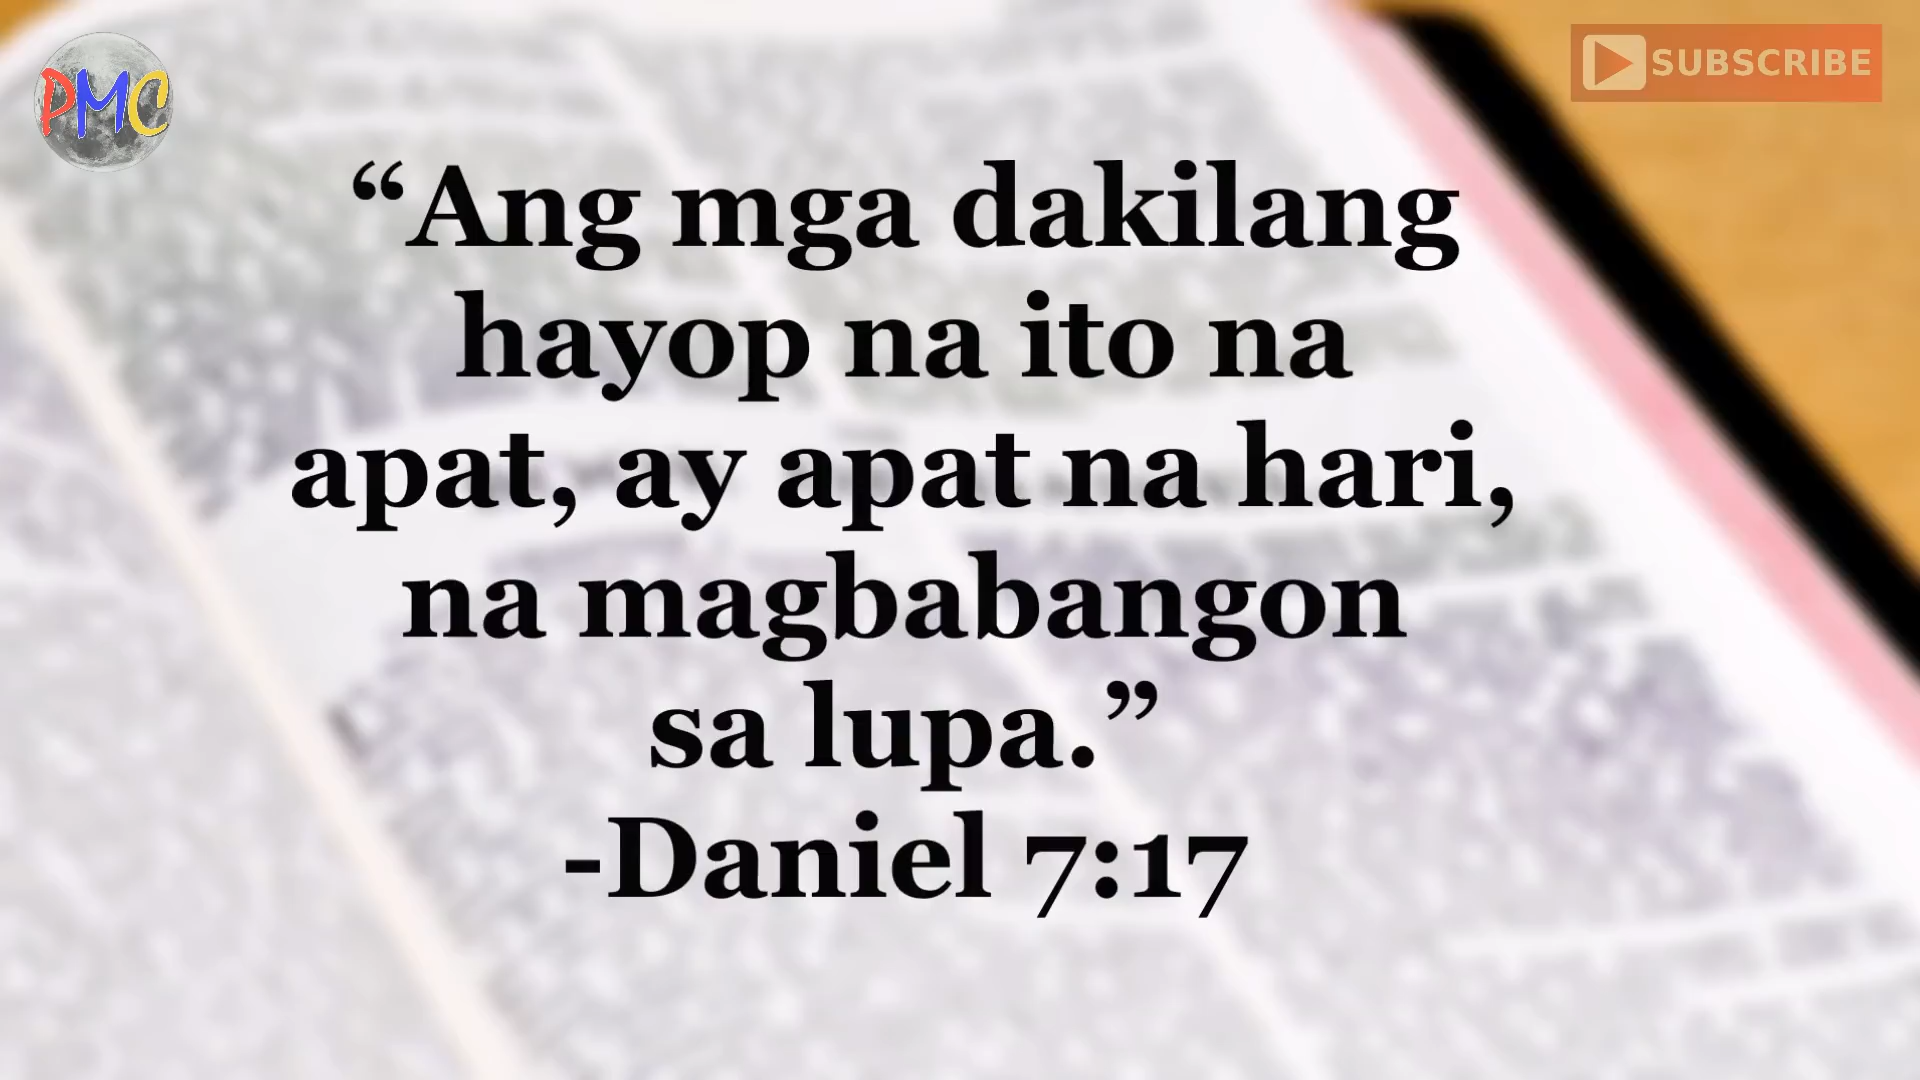 PMC
SUBSCRIBE
“Ang mga dakilang
hayop na ito na
apat, ay apat na hari,
na magbabangon
sa lupa.”
-Daniel 7:17